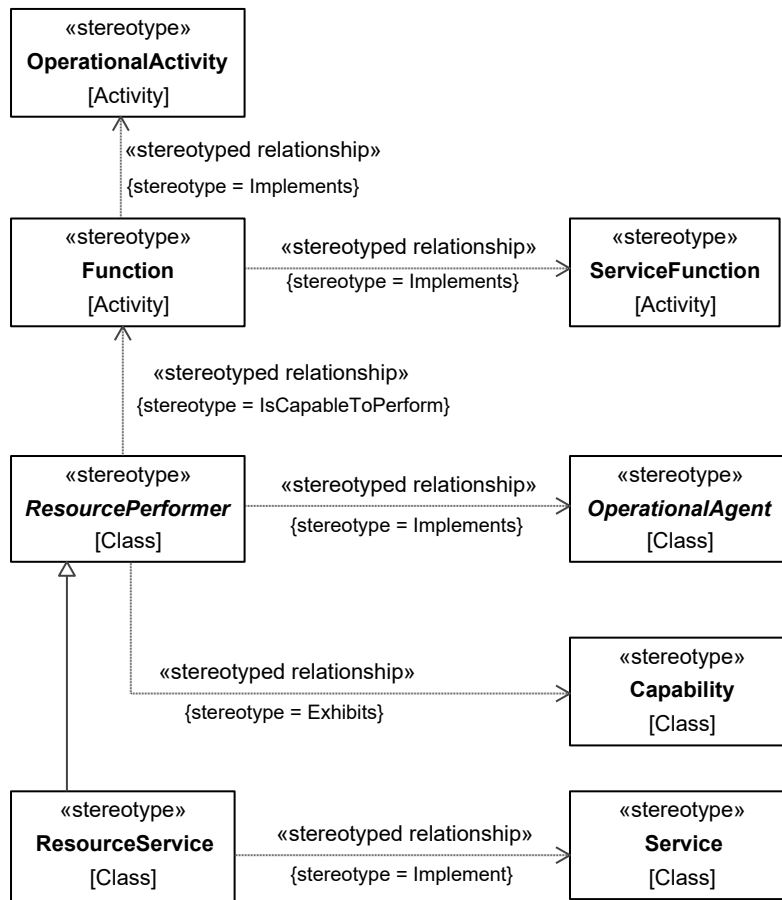 «stereotype»
OperationalActivity
[Activity]
«stereotyped relationship»
{stereotype = Implements}
«stereotype»
Function
[Activity]
«stereotyped relationship»
{stereotype = Implements}
«stereotype»
ServiceFunction
[Activity]
«stereotyped relationship»
{stereotype = IsCapableToPerform}
«stereotype»
ResourcePerformer
[Class]
«stereotyped relationship»
{stereotype = Implements}
«stereotype»
OperationalAgent
[Class]
«stereotyped relationship»
{stereotype = Exhibits}
«stereotype»
Capability
[Class]
«stereotype»
ResourceService
[Class]
«stereotyped relationship»
{stereotype = Implement}
«stereotype»
Service
[Class]